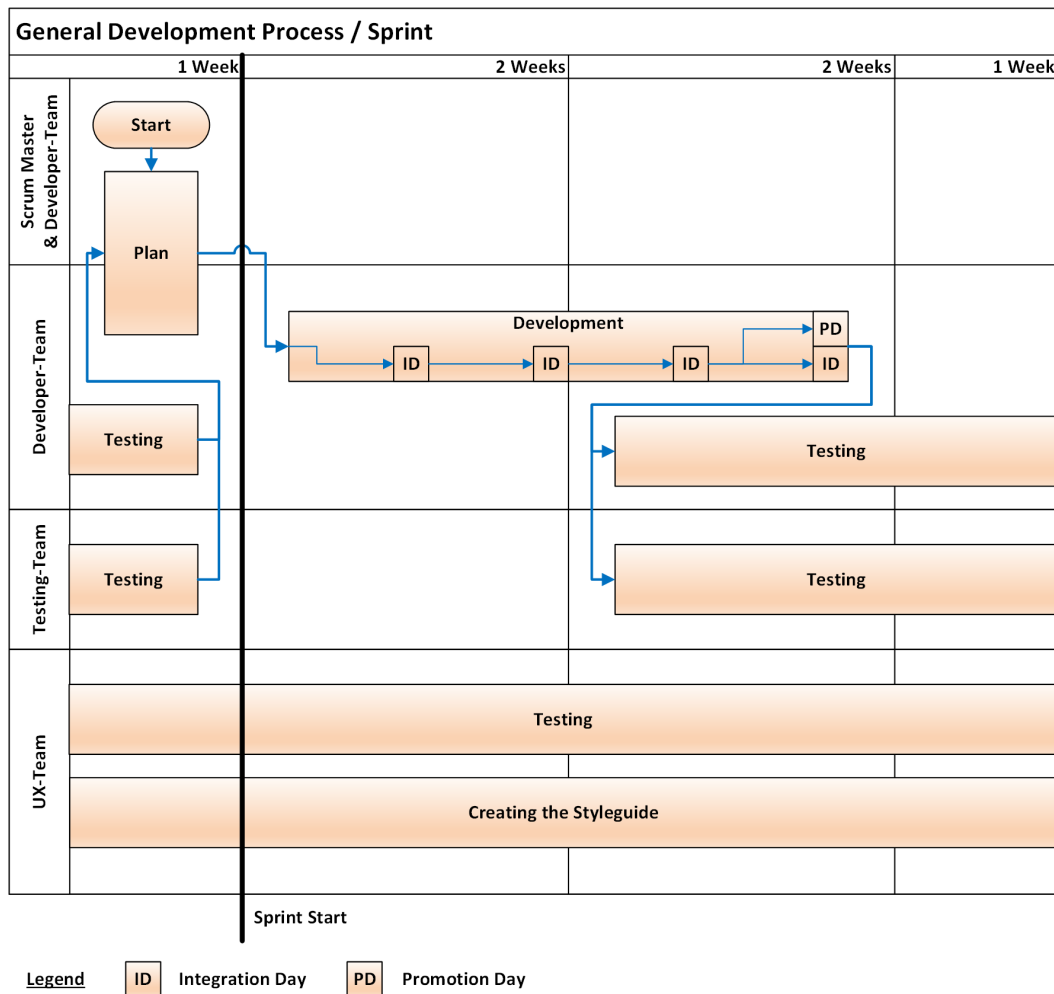 General Development Process / Sprint
1 Week
2 Weeks
2 Weeks
1 Week
Scrum Master
& Developer-Team
Start
Plan
Developer-Team
Development
PD
ID
ID
ID
ID
Testing
Testing
Testing-Team
Testing
Testing
UX-Team
Testing
Creating the Styleguide
Sprint Start
Legend
ID
Integration Day
PD
Promotion Day